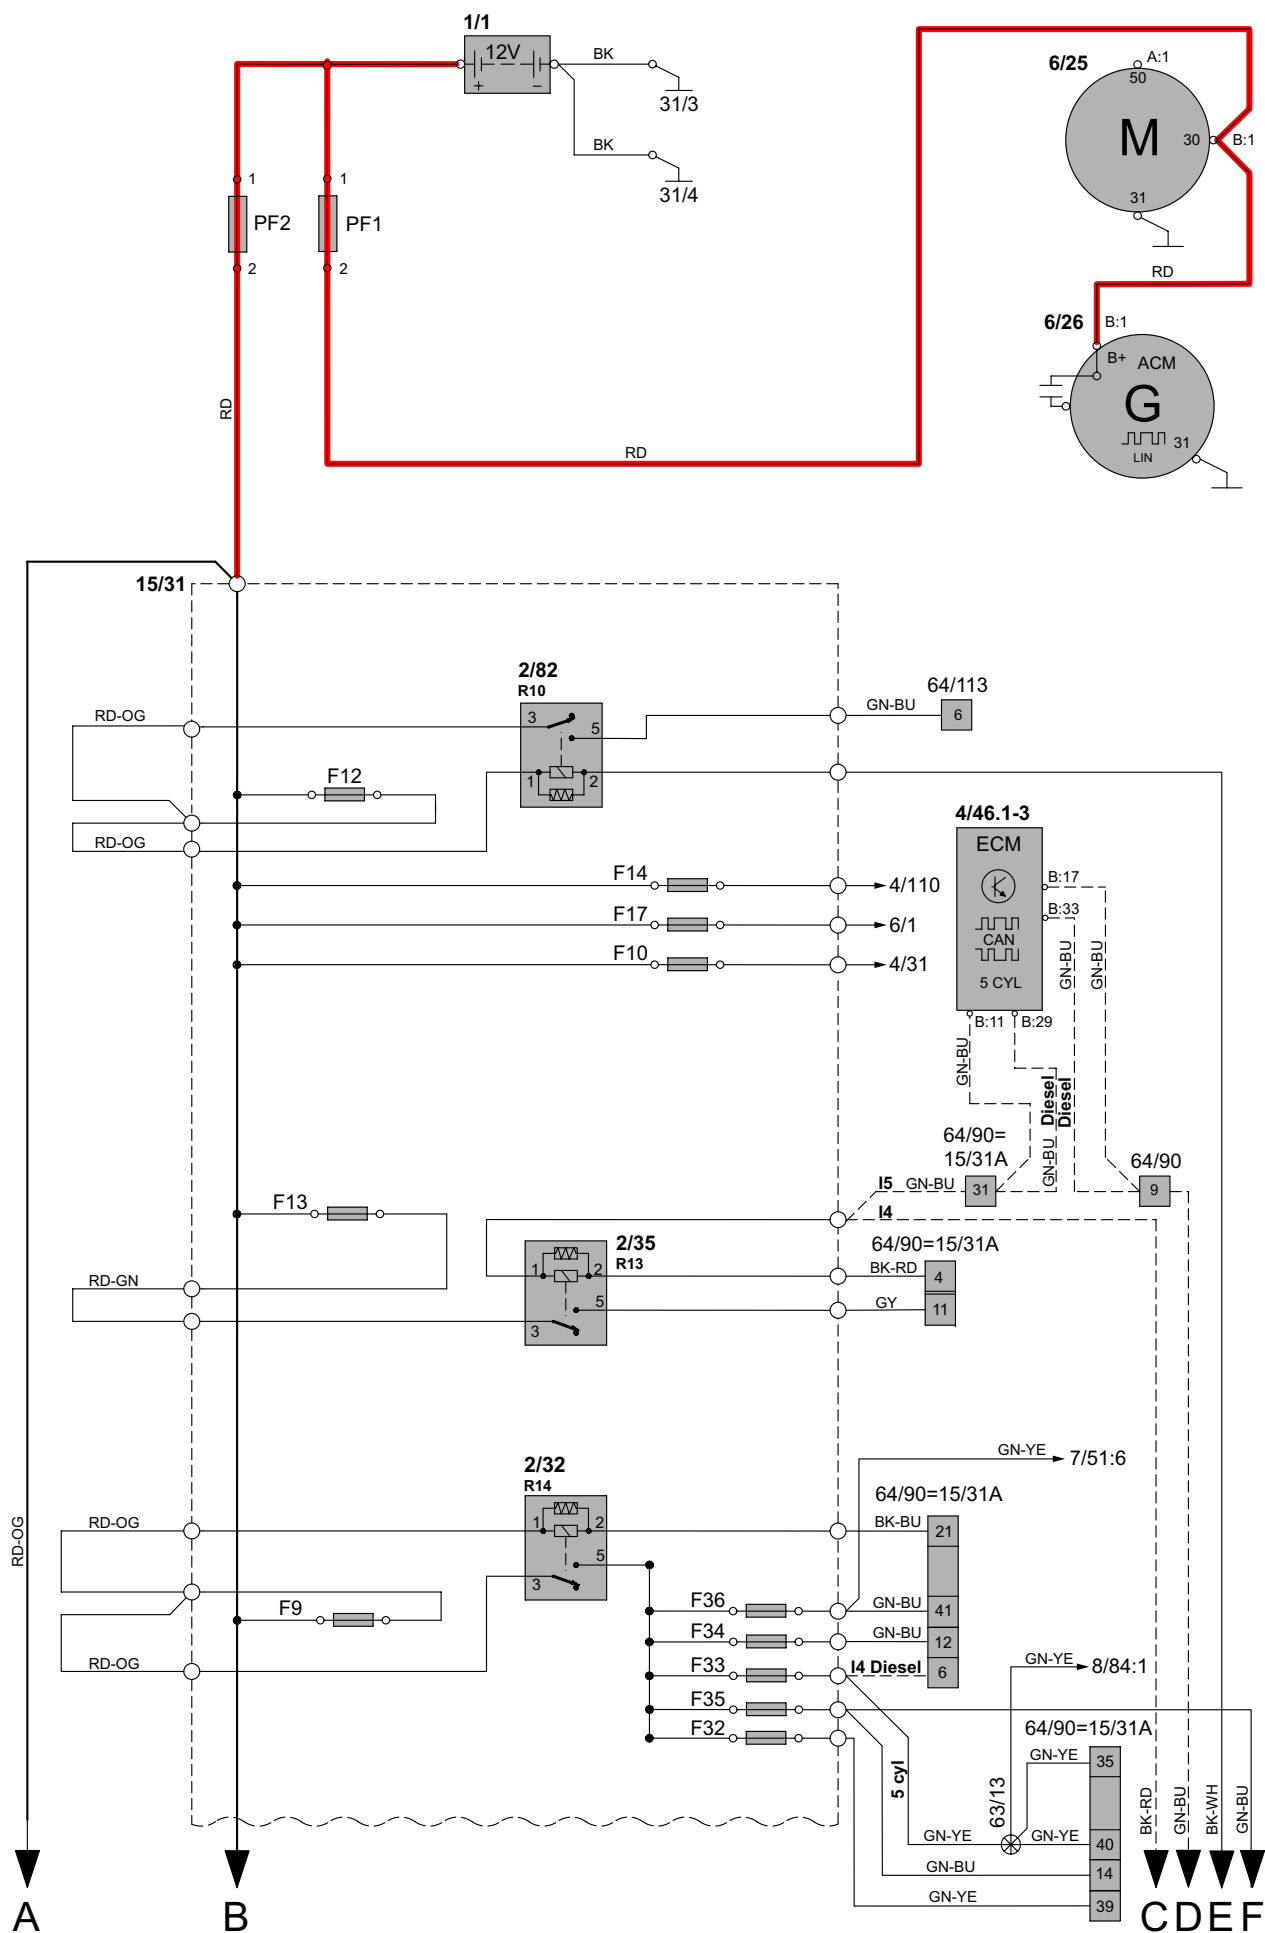 1/1
12V
+ −
BK
31/3
BK
31/4
6/25
A:1
50
M
30
B:1
31
RD
6/26
B:1
B+
ACM
G
31
LIN
1
PF2
2
1
PF1
2
RD
RD
15/31
2/82
R10
3
5
1
2
RD-OG
F12
RD-OG
64/113
GN-BU
6
F14
4/110
F17
6/1
F10
4/31
4/46.1-3
ECM
CAN
5 CYL
B:17
B:33
B:11
B:29
GN-BU
GN-BU
GN-BU
Diesel
Diesel
GN-BU
64/90=
15/31A
31
64/90
9
I5
GN-BU
I4
F13
RD-GN
2/35
R13
1
2
5
3
64/90=15/31A
BK-RD
4
GY
11
2/32
R14
1
2
5
3
RD-OG
F9
RD-OG
RD-OG
GN-YE
7/51:6
64/90=15/31A
BK-BU
21
F36
GN-BU
41
F34
GN-BU
12
F33
I4 Diesel
6
F35
F32
GN-YE
8/84:1
64/90=15/31A
GN-YE
35
5 cyl
63/13
GN-YE
GN-YE
40
GN-BU
14
GN-YE
39
BK-RD
GN-BU
BK-WH
GN-BU
A
B
C
D
E
F